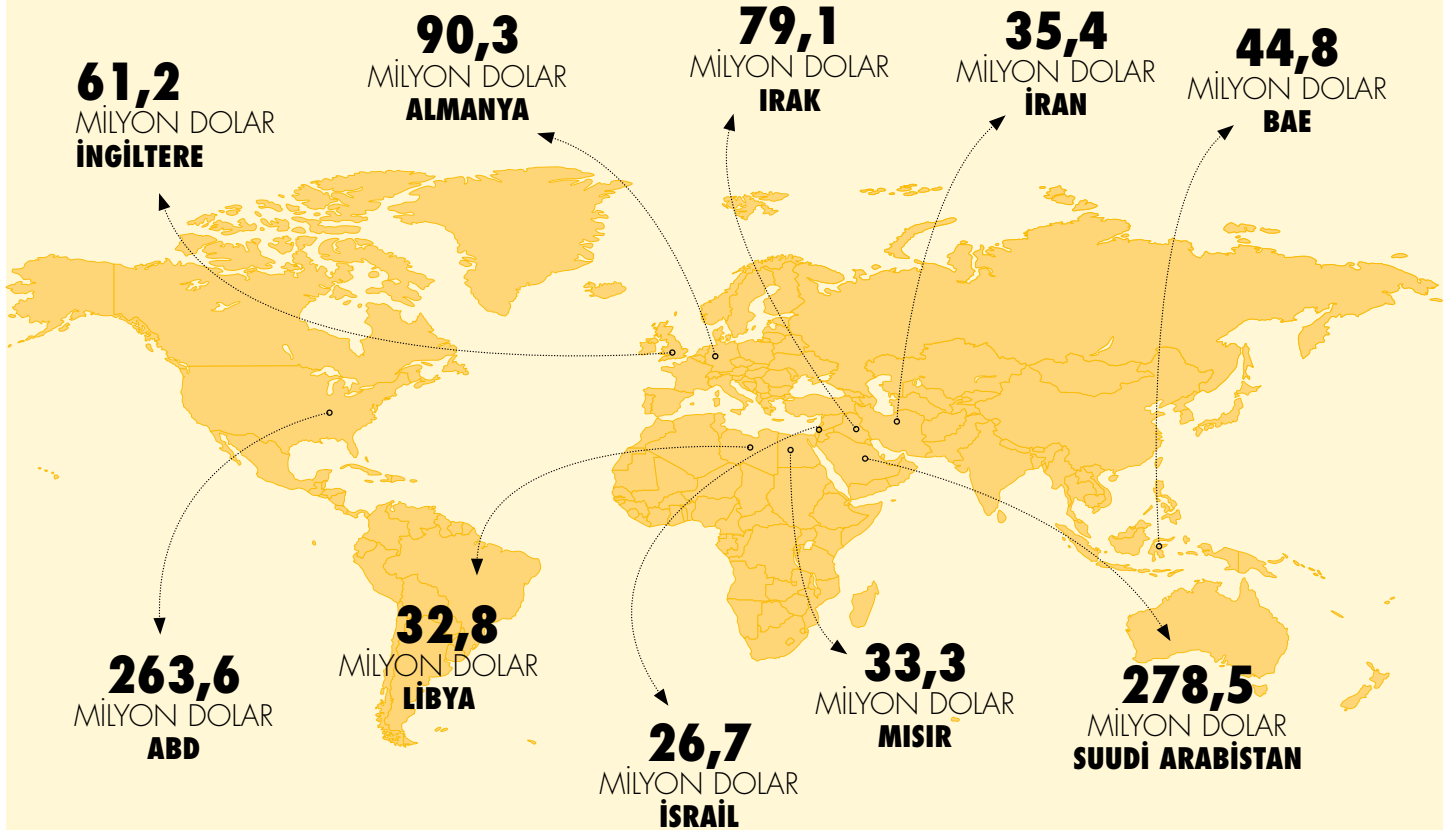 61,2
MİLYON DOLAR
İNGİLTERE
90,3
MİLYON DOLAR
ALMANYA
79,1
MİLYON DOLAR
IRAK
35,4
MİLYON DOLAR
İRAN
44,8
MİLYON DOLAR
BAE
263,6
MİLYON DOLAR
ABD
32,8
MİLYON DOLAR
LİBYA
26,7
MİLYON DOLAR
İSRAİL
33,3
MİLYON DOLAR
MISIR
278,5
MİLYON DOLAR
SUUDİ ARABİSTAN